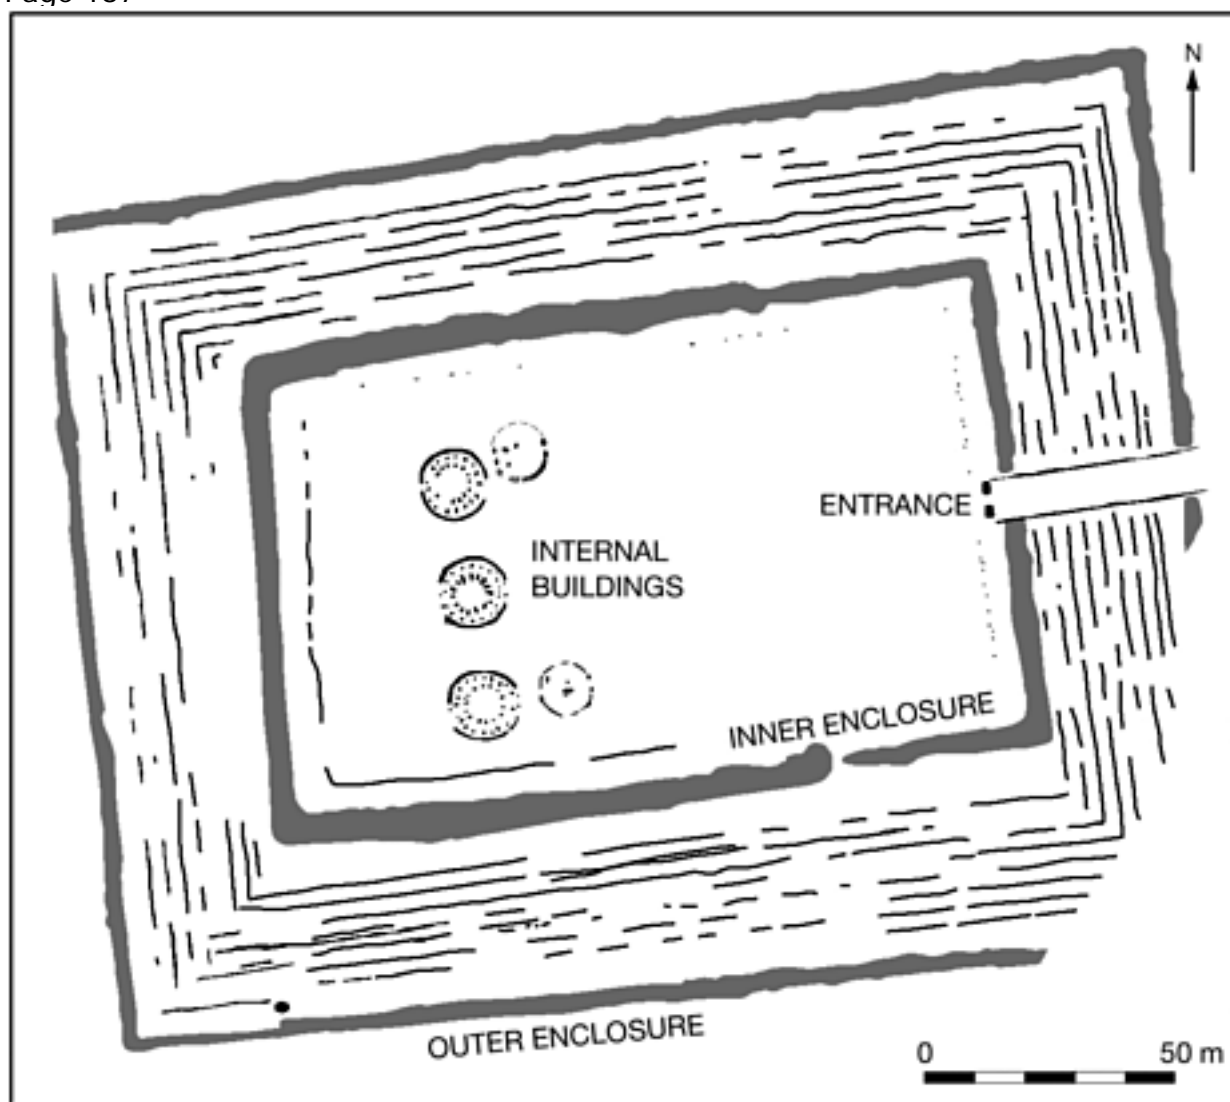 N
ENTRANCE
INTERNAL
BUILDINGS
INNER ENCLOSURE
OUTER ENCLOSURE
0 50 m